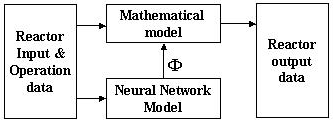 Reactor
Input &
Operation
data
Mathematical
model
Φ
Neural Network
Model
Reactor
output
data